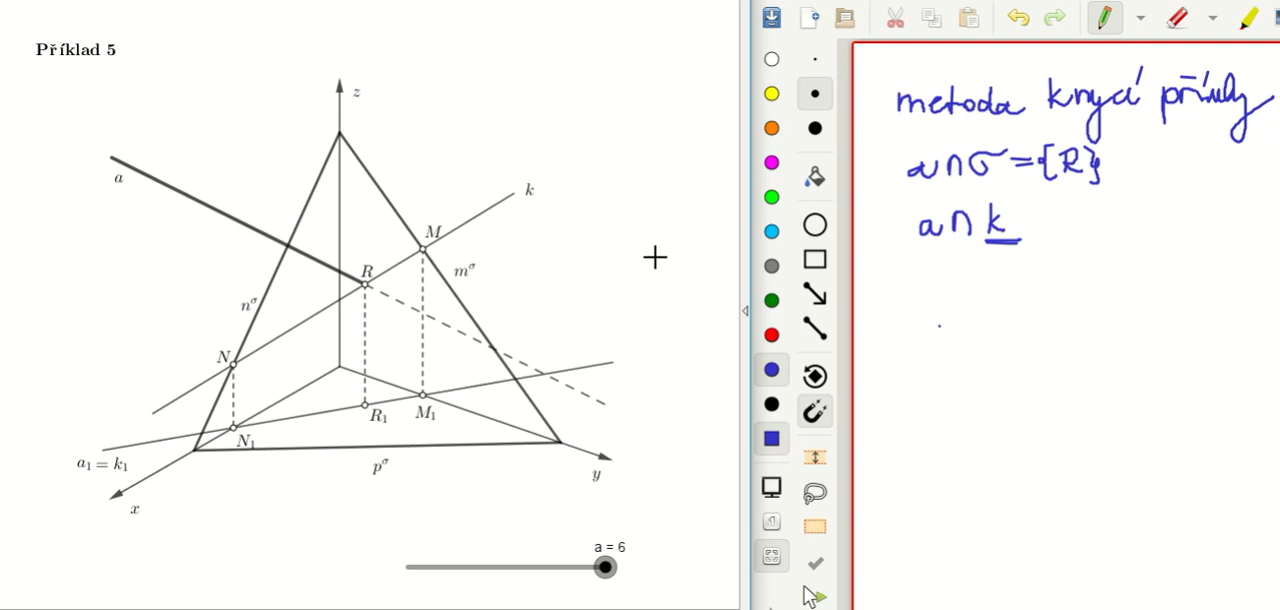 Příklad 5
z
a
k
M
R
m^σ
n^σ
N
R₁
M₁
N₁
a₁ = k₁
p^σ
y
x
a = 6
metoda krycí přímky
a∩σ={R}
a∩k